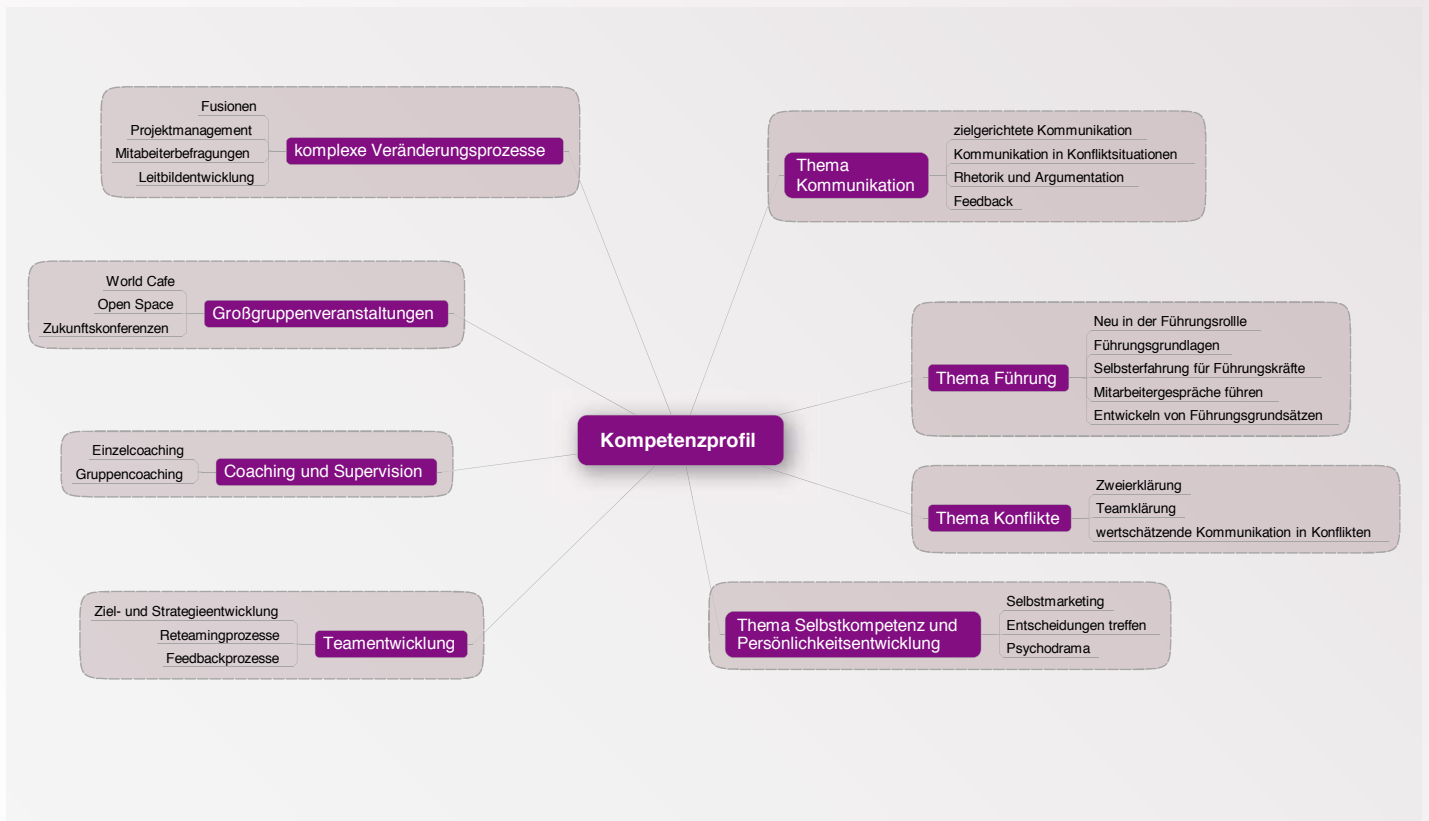 Kompetenzprofil
komplexe Veränderungsprozesse
Fusionen
Projektmanagement
Mitabeiterbefragungen
Leitbildentwicklung
Großgruppenveranstaltungen
World Cafe
Open Space
Zukunftskonferenzen
Coaching und Supervision
Einzelcoaching
Gruppencoaching
Teamentwicklung
Ziel- und Strategieentwicklung
Reteamingprozesse
Feedbackprozesse
Thema
Kommunikation
zielgerichtete Kommunikation
Kommunikation in Konfliktsituationen
Rhetorik und Argumentation
Feedback
Thema Führung
Neu in der Führungsrollle
Führungsgrundlagen
Selbsterfahrung für Führungskräfte
Mitarbeitergespräche führen
Entwickeln von Führungsgrundsätzen
Thema Konflikte
Zweierklärung
Teamklärung
wertschätzende Kommunikation in Konflikten
Thema Selbstkompetenz und
Persönlichkeitsentwicklung
Selbstmarketing
Entscheidungen treffen
Psychodrama